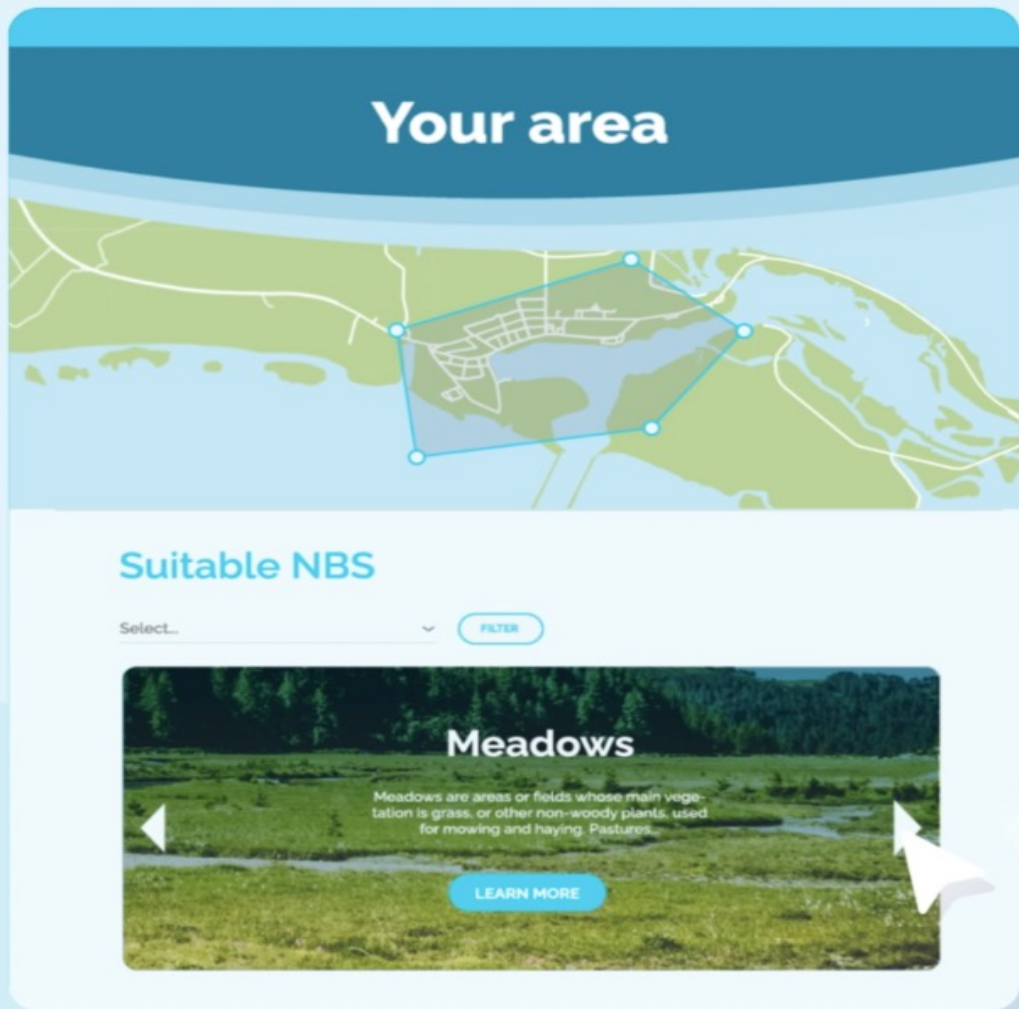 Your area
Suitable NBS
Select...
FILTER
Meadows
Meadows are areas or fields whose main vege-
tation is grass, or other non-woody plants, used
for mowing and haying. Pastures...
LEARN MORE